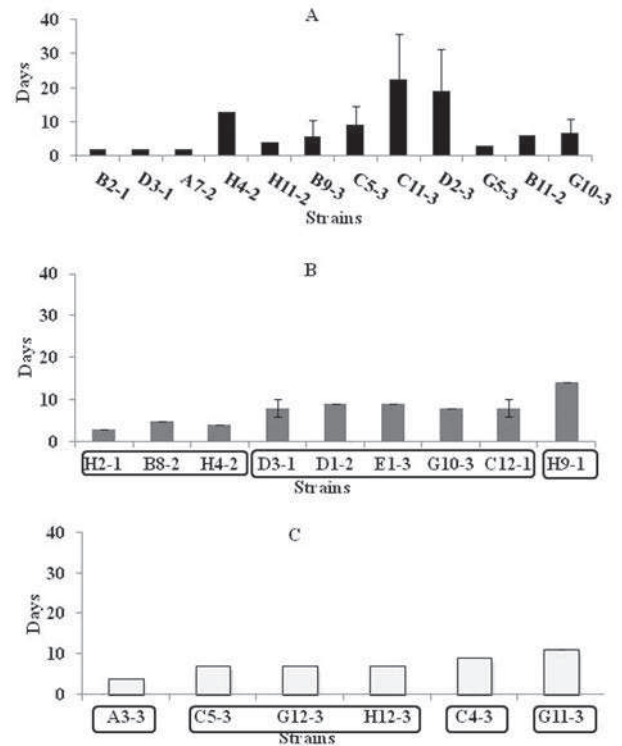 A
40
30
20
10
0
Days
B2-1 D3-1 A7-2 H4-2 H11-2 B9-3 C5-3 C11-3 D2-3 G5-3 B11-2 G10-3
Strains
B
40
30
20
10
0
Days
H2-1 B8-2 H4-2 D3-1 D1-2 E1-3 G10-3 C12-1 H9-1
Strains
C
40
30
20
10
0
Days
A3-3 C5-3 G12-3 H12-3 C4-3 G11-3
Strains